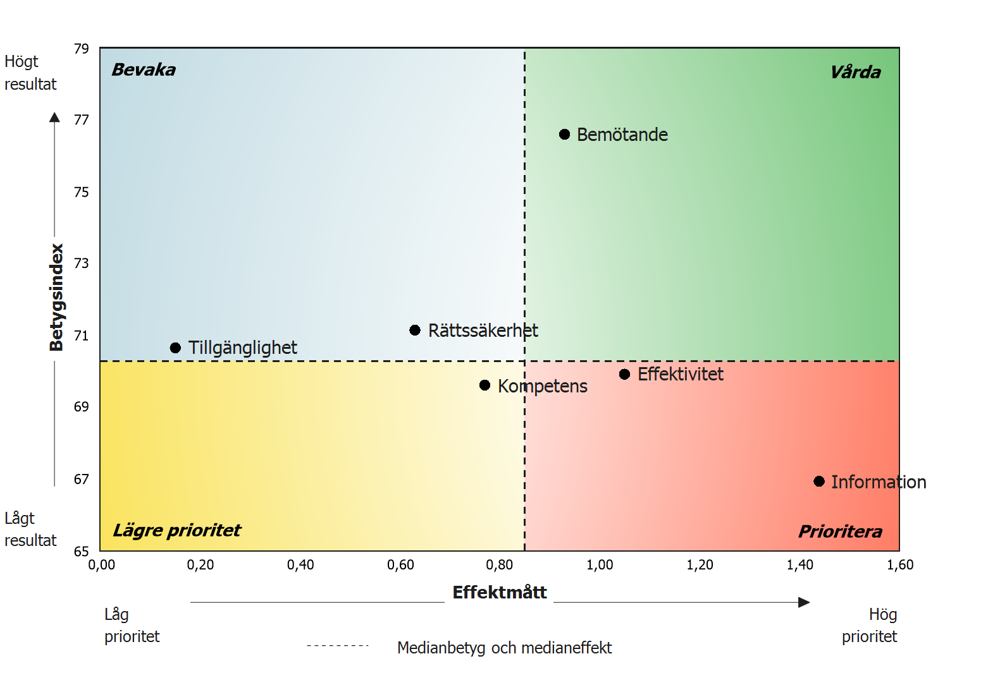 79
Högt
resultat
Bevaka
Vårda
77
Bemötande
75
Betygsindex
73
71
Rättssäkerhet
Tillgänglighet
Effektivitet
Kompetens
69
67
Information
Lågt
resultat
Lägre prioritet
Prioritera
65
0,00 0,20 0,40 0,60 0,80 1,00 1,20 1,40 1,60
Effektmått
Låg
prioritet
Hög
prioritet
Medianbetyg och medianeffekt